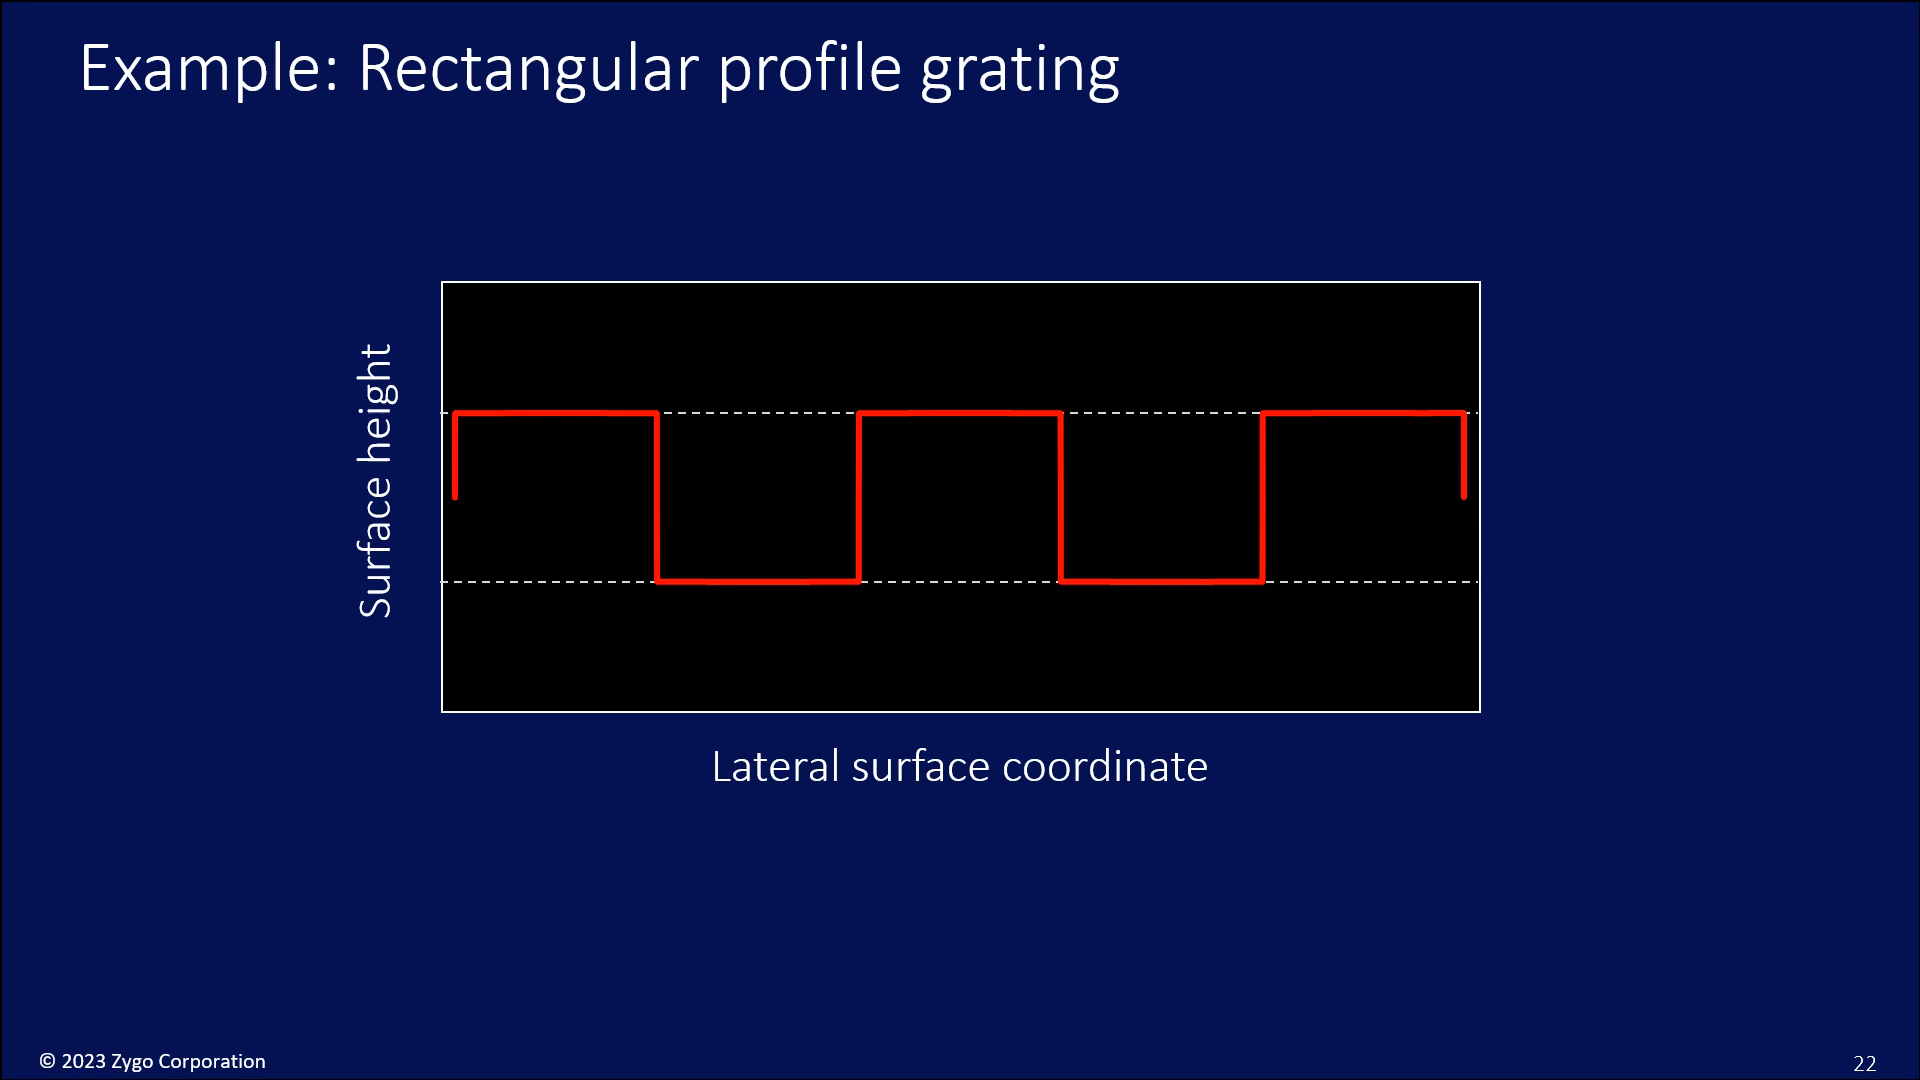 Example: Rectangular profile grating
Surface height
Lateral surface coordinate
© 2023 Zygo Corporation
22